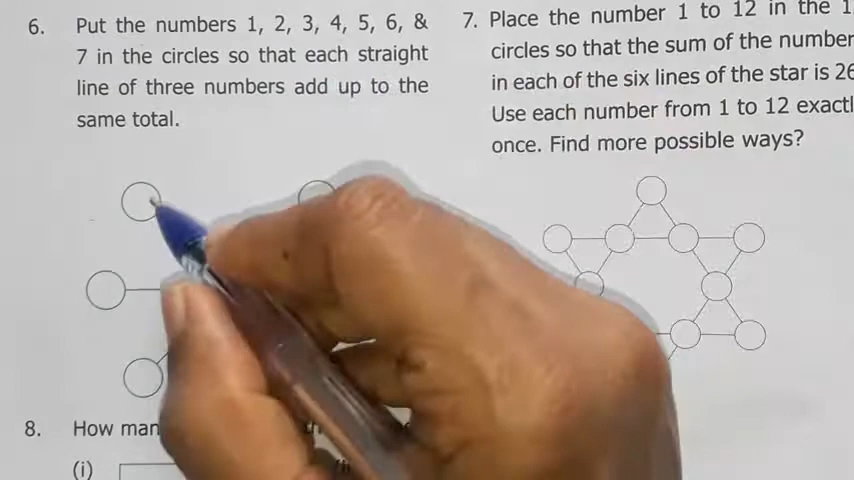 6. Put the numbers 1, 2, 3, 4, 5, 6, &
7 in the circles so that each straight
line of three numbers add up to the
same total.
7. Place the number 1 to 12 in the 1
circles so that the sum of the number
in each of the six lines of the star is 26
Use each number from 1 to 12 exactl
once. Find more possible ways?
8. How man
(i)